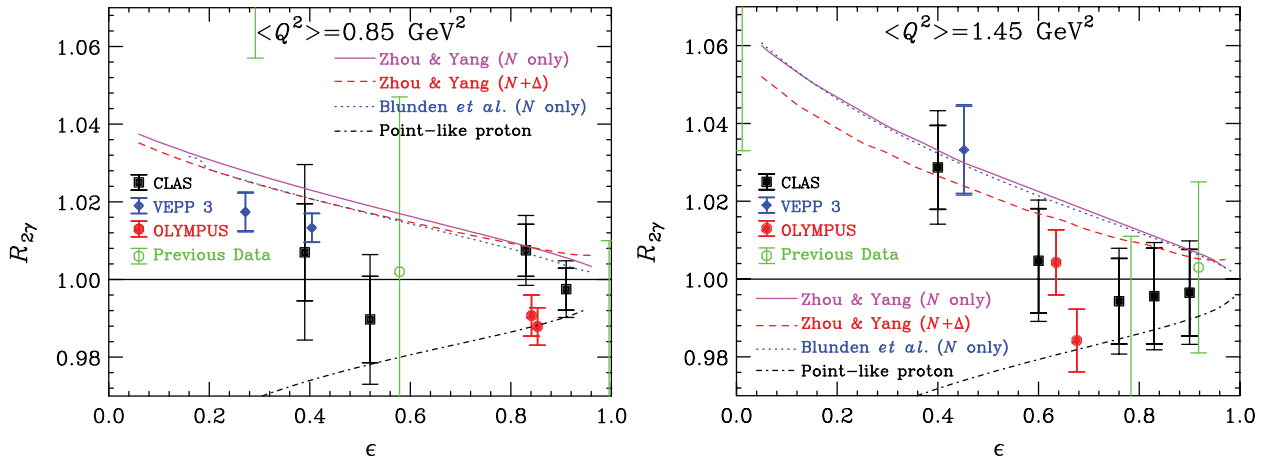 <Q²>=0.85 GeV²
Zhou & Yang (N only)
Zhou & Yang (N+Δ)
Blunden et al. (N only)
Point-like proton
CLAS
VEPP 3
OLYMPUS
Previous Data
R₂γ
1.06
1.04
1.02
1.00
0.98
0.0 0.2 0.4 0.6 0.8 1.0
ϵ
<Q²>=1.45 GeV²
CLAS
VEPP 3
OLYMPUS
Previous Data
Zhou & Yang (N only)
Zhou & Yang (N+Δ)
Blunden et al. (N only)
Point-like proton
R₂γ
1.06
1.04
1.02
1.00
0.98
0.0 0.2 0.4 0.6 0.8 1.0
ϵ